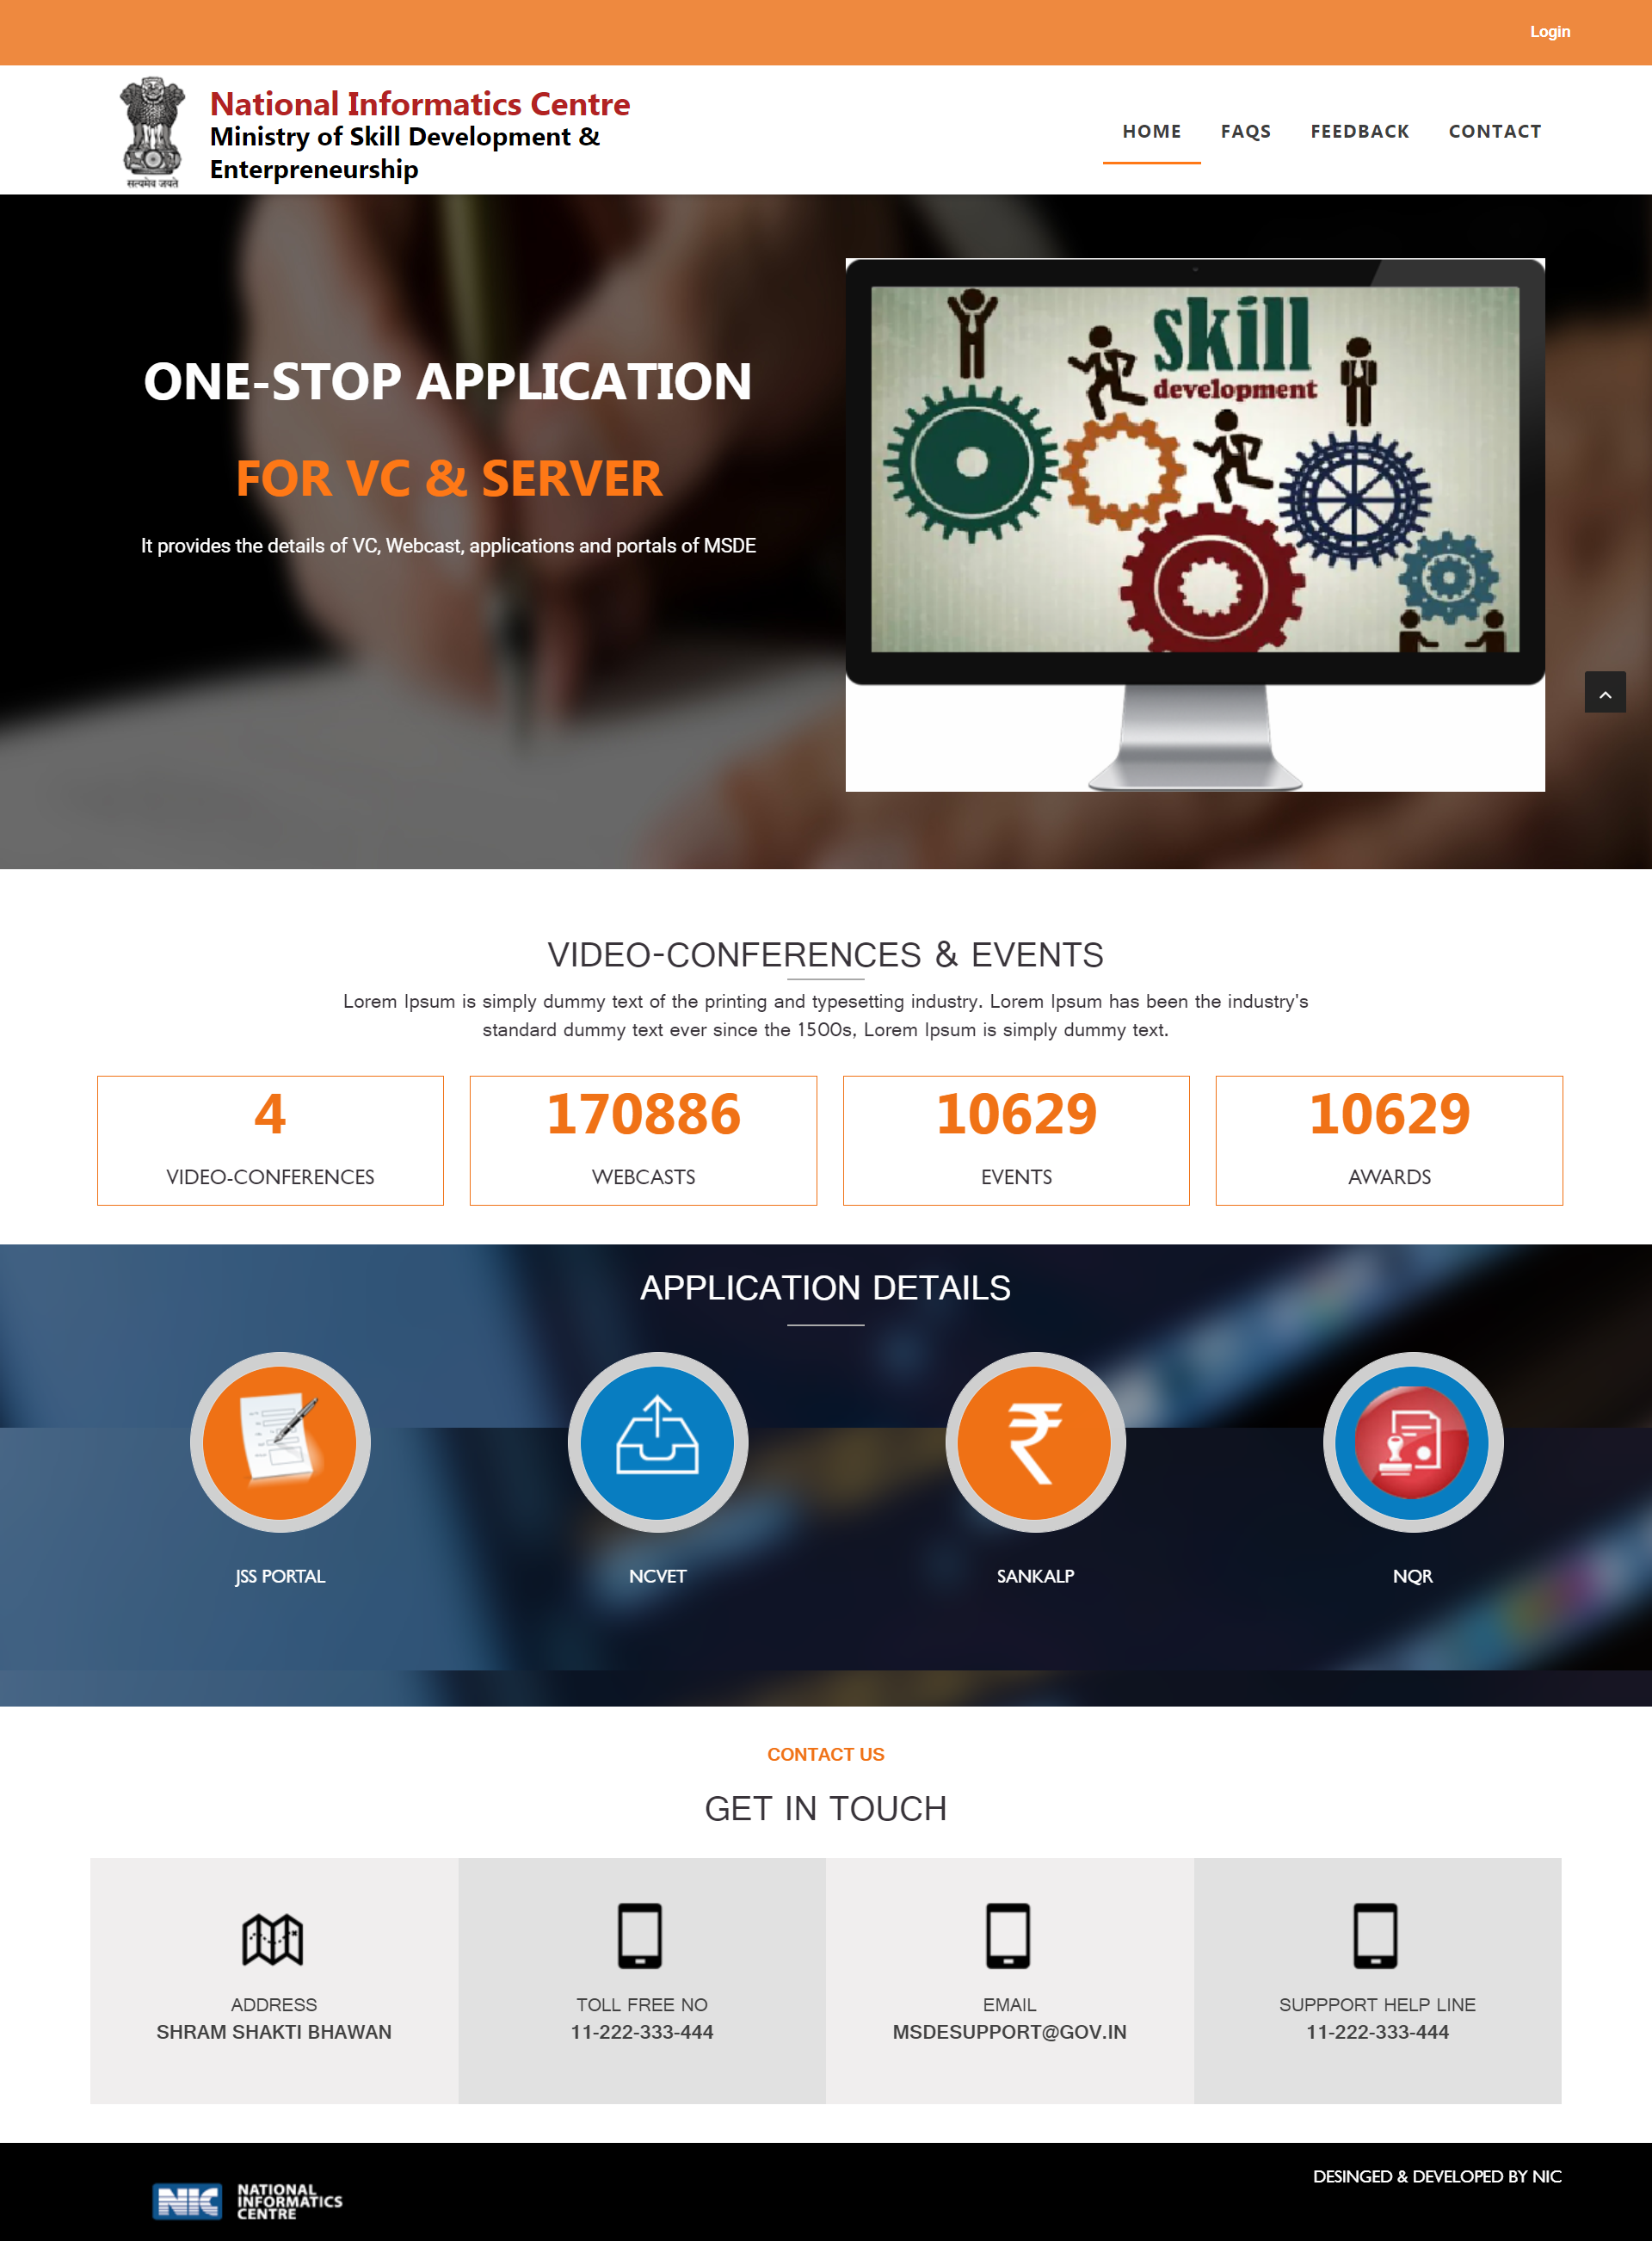 Login
National Informatics Centre
Ministry of Skill Development &
Enterpreneurship
सत्यमेव जयते
HOME FAQS FEEDBACK CONTACT
ONE-STOP APPLICATION
FOR VC & SERVER
It provides the details of VC, Webcast, applications and portals of MSDE
skill
development
VIDEO-CONFERENCES & EVENTS
Lorem Ipsum is simply dummy text of the printing and typesetting industry. Lorem Ipsum has been the industry's
standard dummy text ever since the 1500s, Lorem Ipsum is simply dummy text.
4
VIDEO-CONFERENCES
170886
WEBCASTS
10629
EVENTS
10629
AWARDS
APPLICATION DETAILS
₹
JSS PORTAL
NCVET
SANKALP
NQR
CONTACT US
GET IN TOUCH
ADDRESS
SHRAM SHAKTI BHAWAN
TOLL FREE NO
11-222-333-444
EMAIL
MSDESUPPORT@GOV.IN
SUPPPORT HELP LINE
11-222-333-444
NIC
NATIONAL
INFORMATICS
CENTRE
DESINGED & DEVELOPED BY NIC